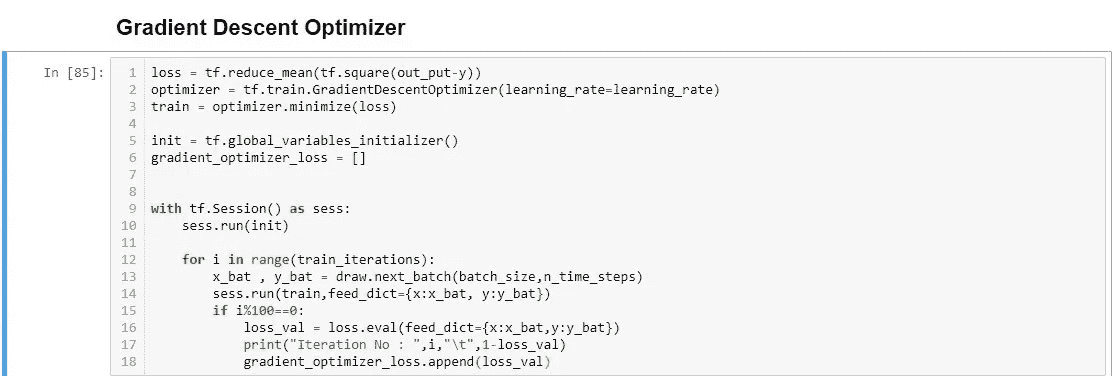 Gradient Descent Optimizer
In [85]:
1 loss = tf.reduce_mean(tf.square(out_put-y))
2 optimizer = tf.train.GradientDescentOptimizer(learning_rate=learning_rate)
3 train = optimizer.minimize(loss)
4
5 init = tf.global_variables_initializer()
6 gradient_optimizer_loss = []
7
8
9 with tf.Session() as sess:
10     sess.run(init)
11
12     for i in range(train_iterations):
13         x_bat , y_bat = draw.next_batch(batch_size,n_time_steps)
14         sess.run(train,feed_dict={x:x_bat, y:y_bat})
15         if i%100==0:
16             loss_val = loss.eval(feed_dict={x:x_bat,y:y_bat})
17             print("Iteration No : ",i,"\t",1-loss_val)
18             gradient_optimizer_loss.append(loss_val)